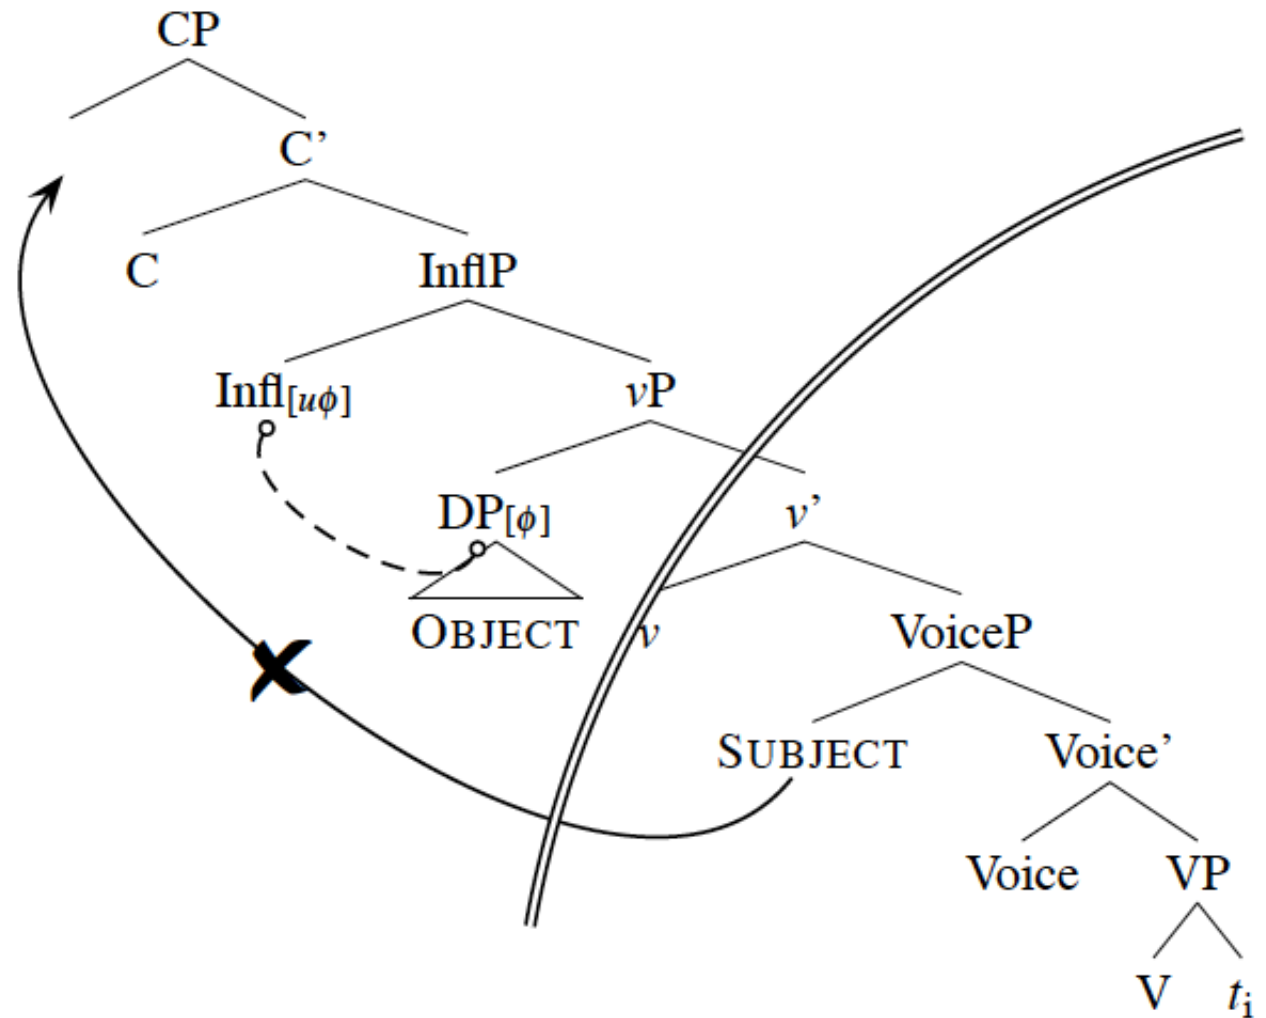 CP
C’
C InflP
Infl[uϕ] vP
DP[ϕ] v’
OBJECT v VoiceP
SUBJECT Voice’
Voice VP
V ti